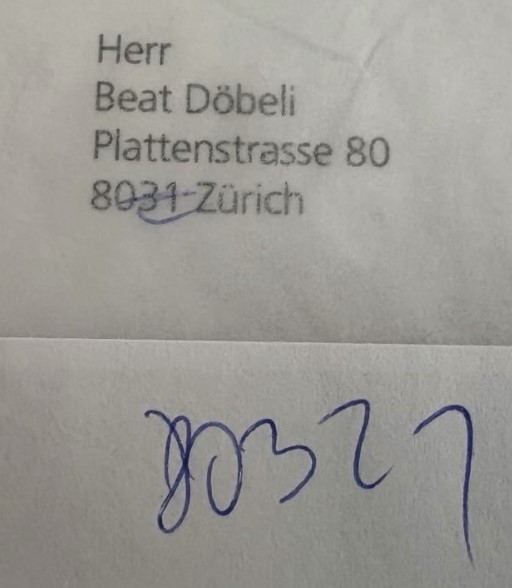 Herr
Beat Döbeli
Plattenstrasse 80
8031 Zürich
8032 ?